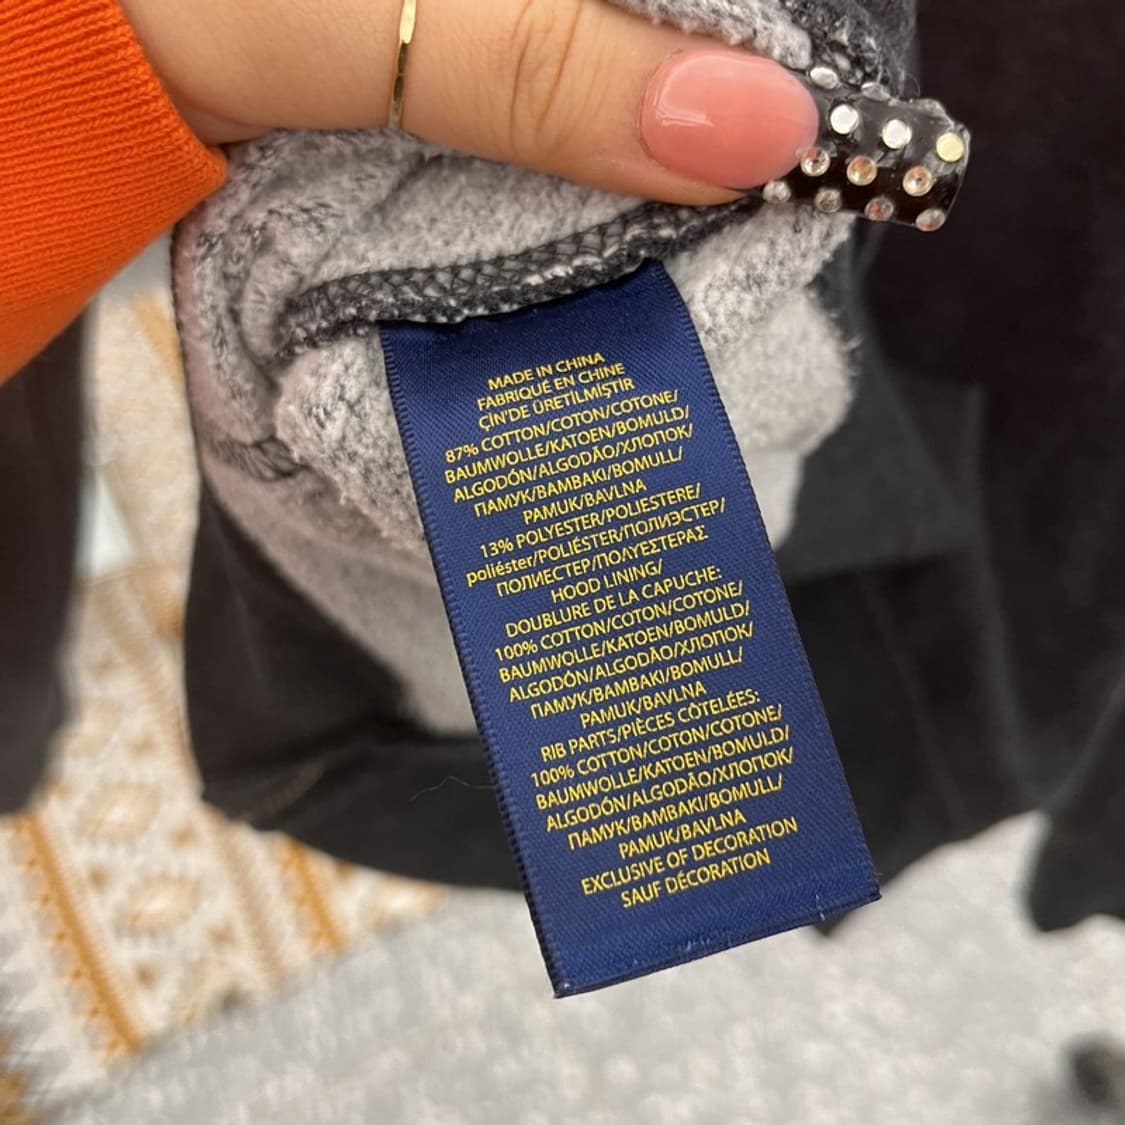 MADE IN CHINA
FABRIQUÉ EN CHINE
ÇİN'DE ÜRETİLMİŞTİR
87% COTTON/COTON/COTONE/
BAUMWOLLE/KATOEN/BOMULD/
ALGODÓN/ALGODÃO/ХЛОПОК/
ПАМУК/ΒΑΜΒΑΚΙ/BOMULL/
PAMUK/BAVLNA
13% POLYESTER/POLIESTERE/
poliéster/POLIÉSTER/ПОЛИЭСТЕР/
ПОЛИЕСТЕР/ΠΟΛΥΕΣΤΕΡΑΣ
HOOD LINING/
DOUBLURE DE LA CAPUCHE:
100% COTTON/COTON/COTONE/
BAUMWOLLE/KATOEN/BOMULD/
ALGODÓN/ALGODÃO/ХЛОПОК/
ПАМУК/ΒΑΜΒΑΚΙ/BOMULL/
PAMUK/BAVLNA
RIB PARTS/PIÈCES CÔTELÉES:
100% COTTON/COTON/COTONE/
BAUMWOLLE/KATOEN/BOMULD/
ALGODÓN/ALGODÃO/ХЛОПОК/
ПАМУК/ΒΑΜΒΑΚΙ/BOMULL/
PAMUK/BAVLNA
EXCLUSIVE OF DECORATION
SAUF DÉCORATION